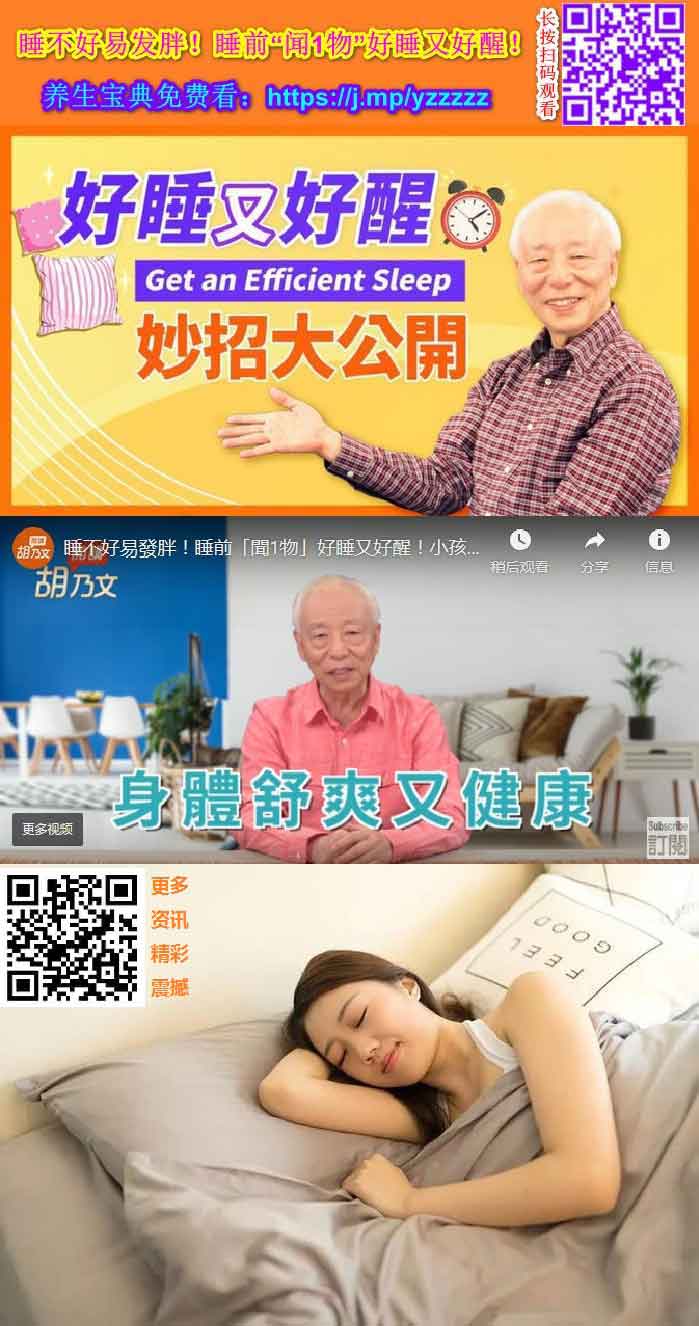 睡不好易发胖！睡前“闻1物”好睡又好醒！
养生宝典免费看：https://j.mp/yzzzzz
长按扫码观看
好睡又好醒
Get an Efficient Sleep
妙招大公開
開講
胡乃文
睡不好易發胖！睡前「聞1物」好睡又好醒！小孩...
稍后观看
分享
信息
開講
胡乃文
身體舒爽又健康
更多视频
Subscribe
訂閱
更多
资讯
精彩
震撼
FEEL
GOOD